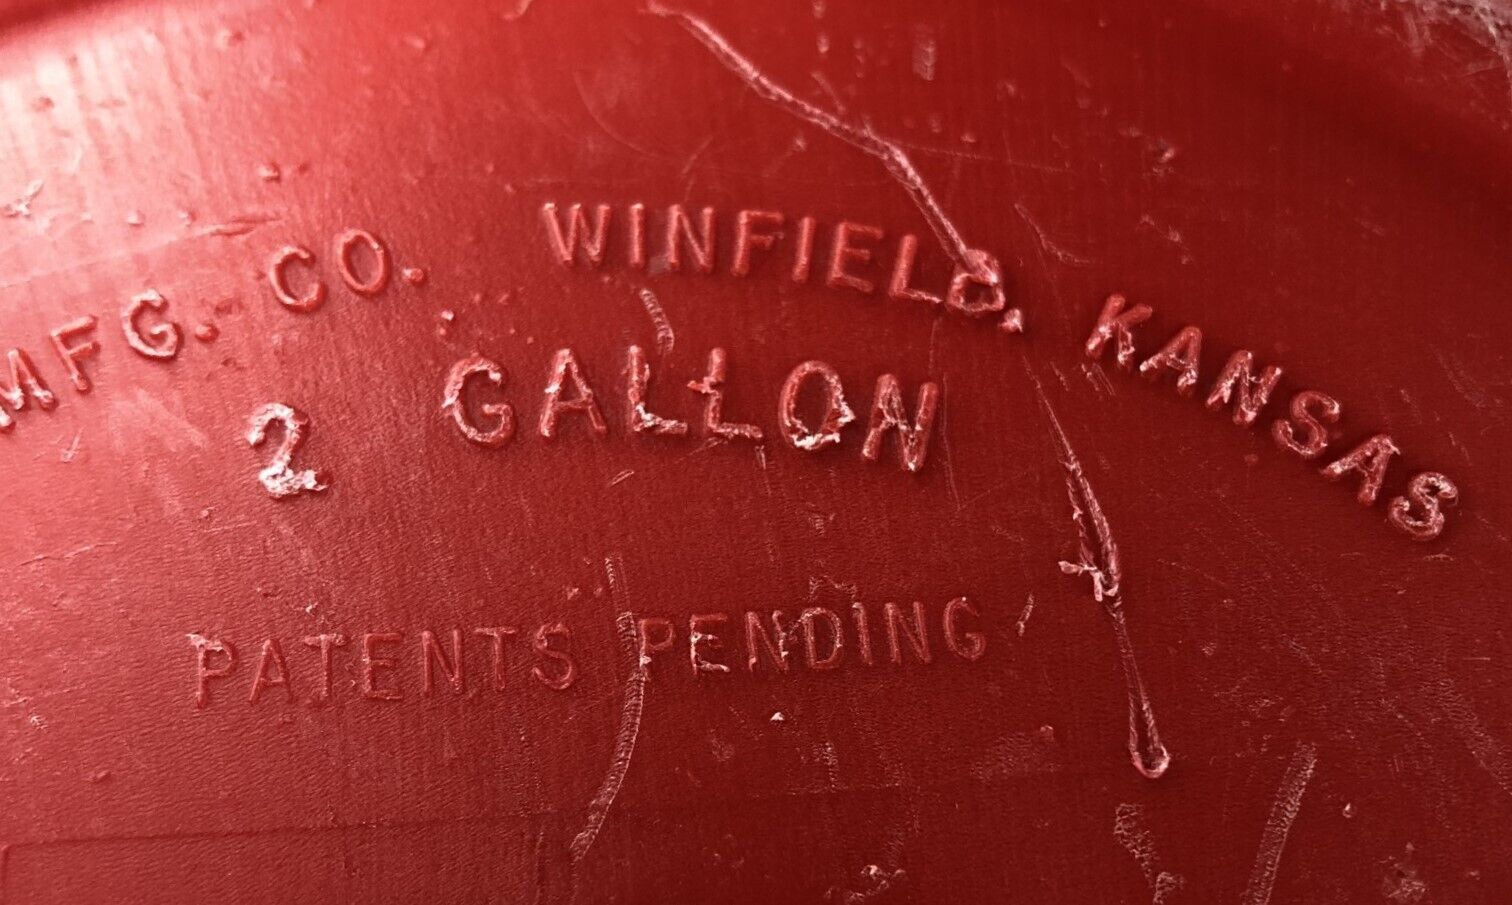 MFG. CO. WINFIELD. KANSAS
2 GALLON
PATENTS PENDING